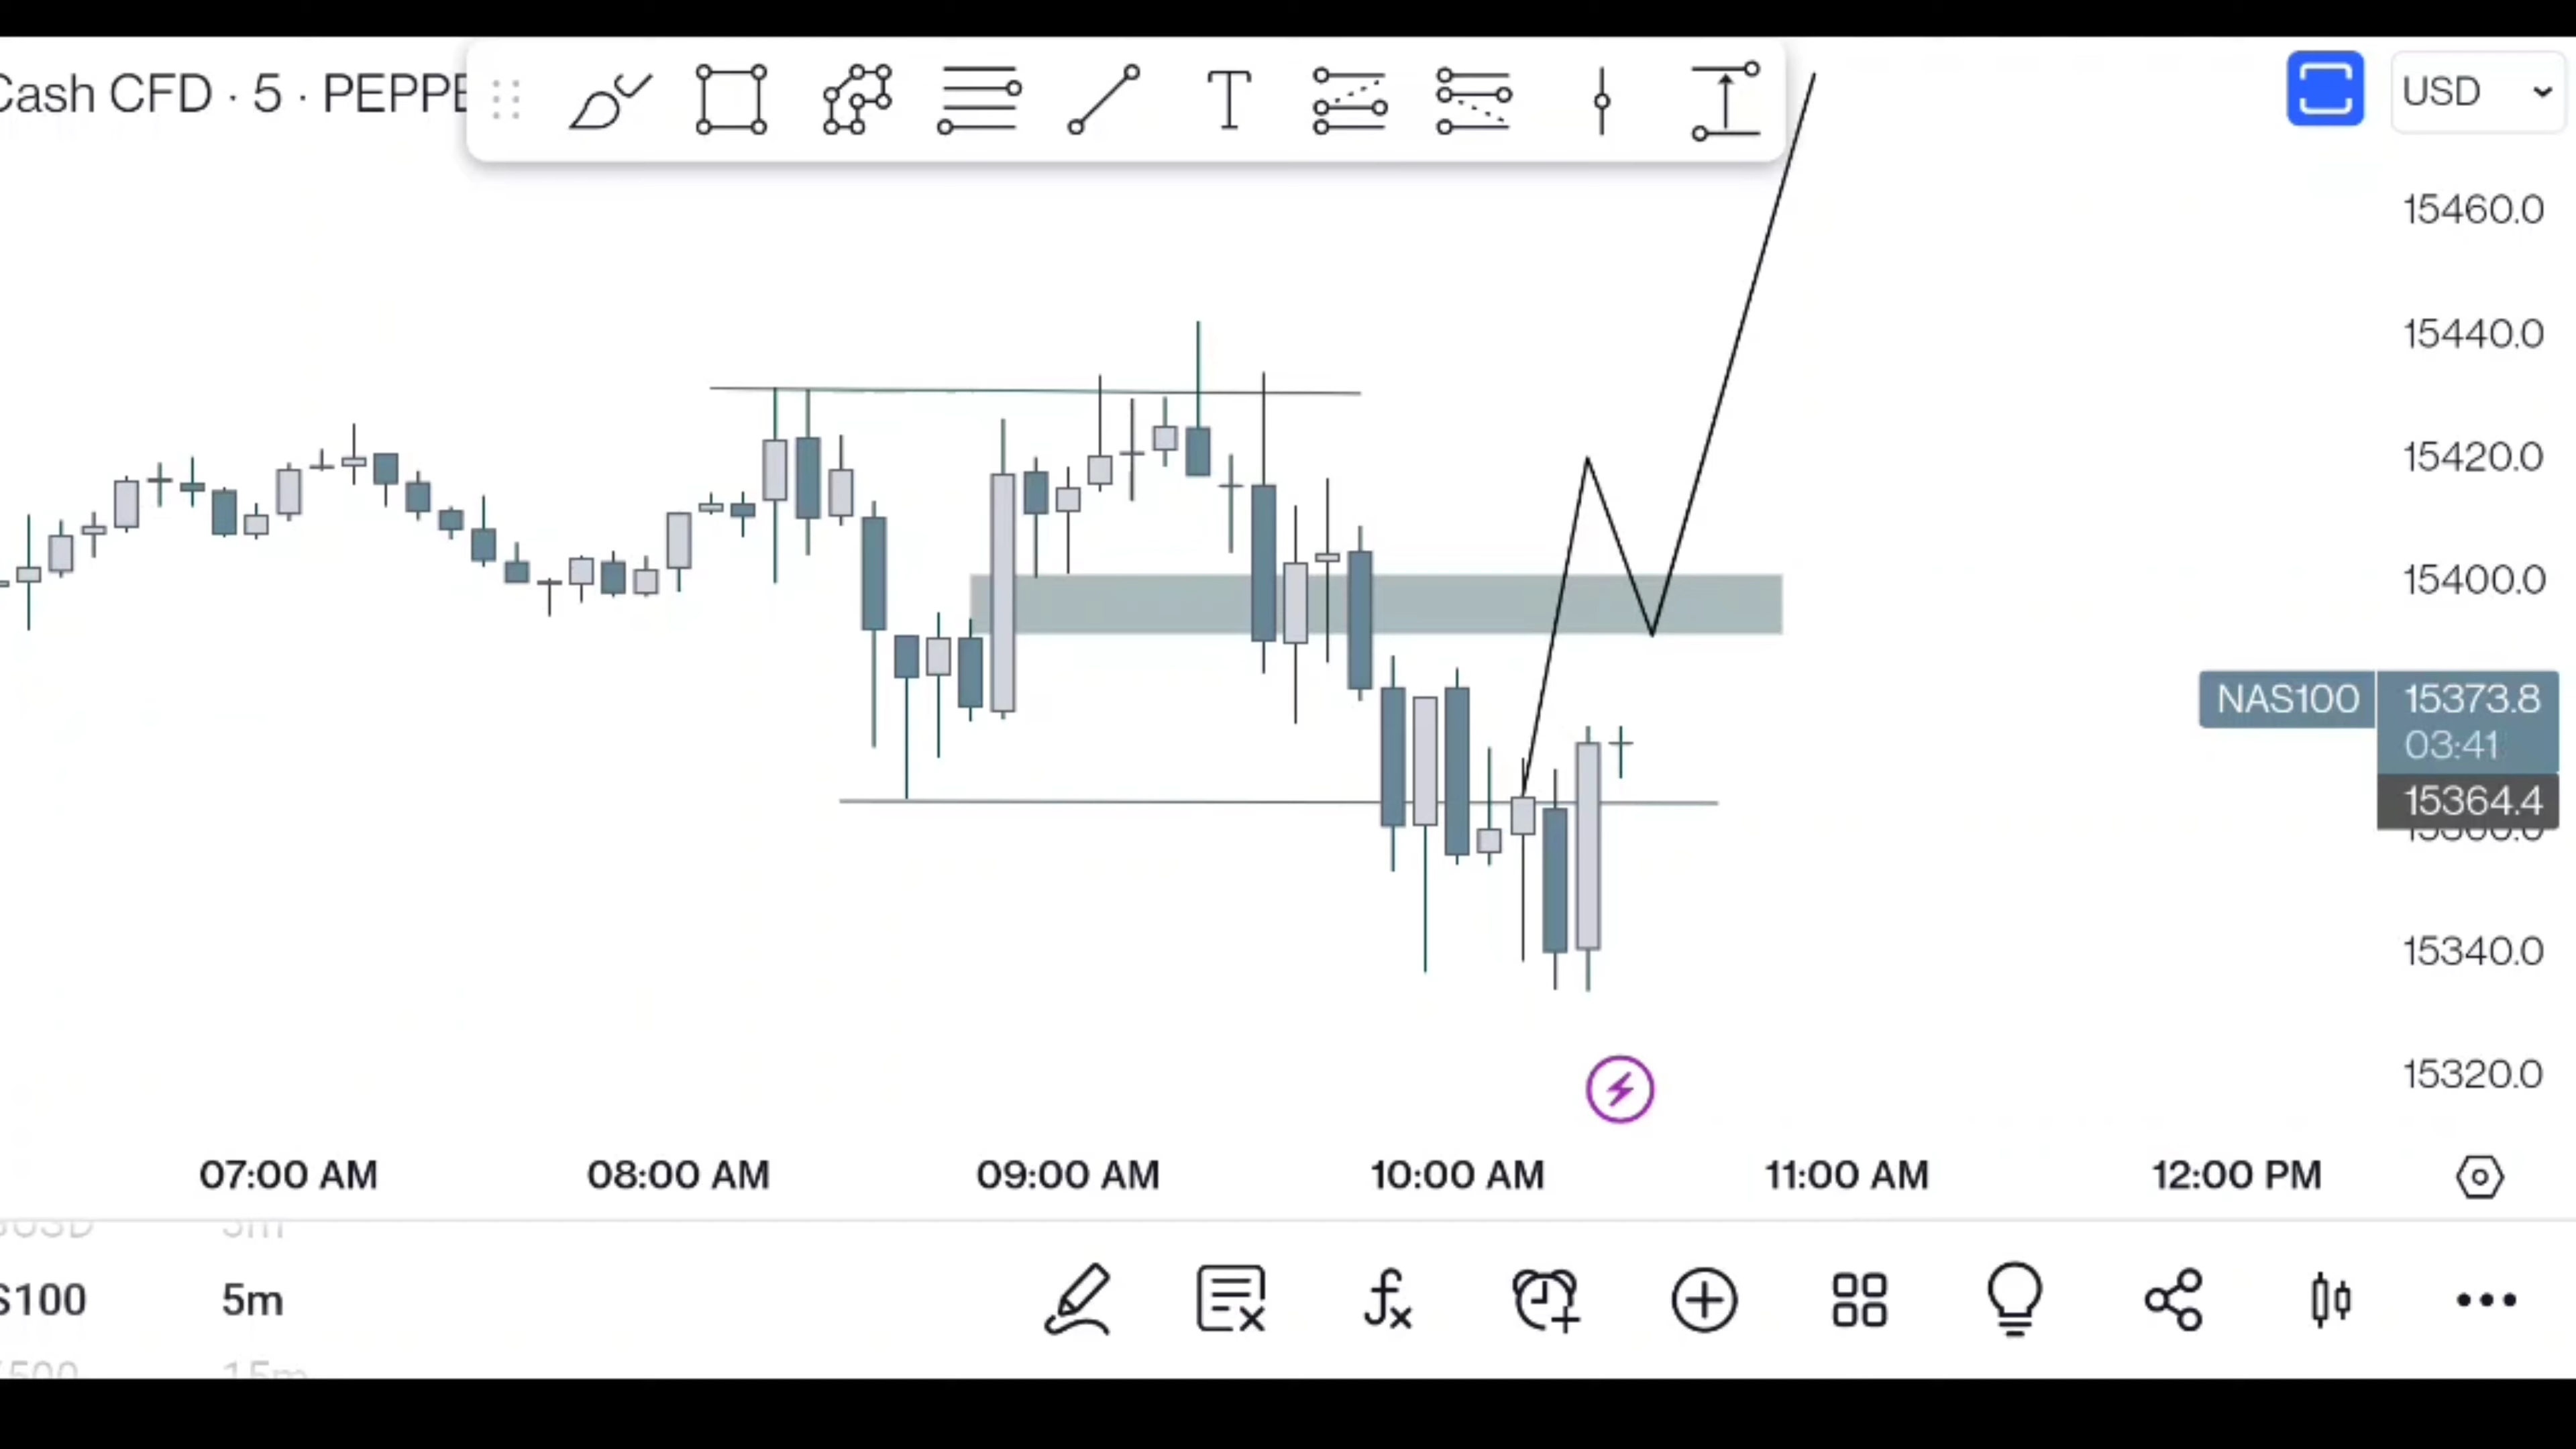 Cash CFD · 5 · PEPPE
USD
15460.0
15440.0
15420.0
15400.0
NAS100 15373.8
03:41
15364.4
15340.0
15320.0
07:00 AM 08:00 AM 09:00 AM 10:00 AM 11:00 AM 12:00 PM
S100 5m